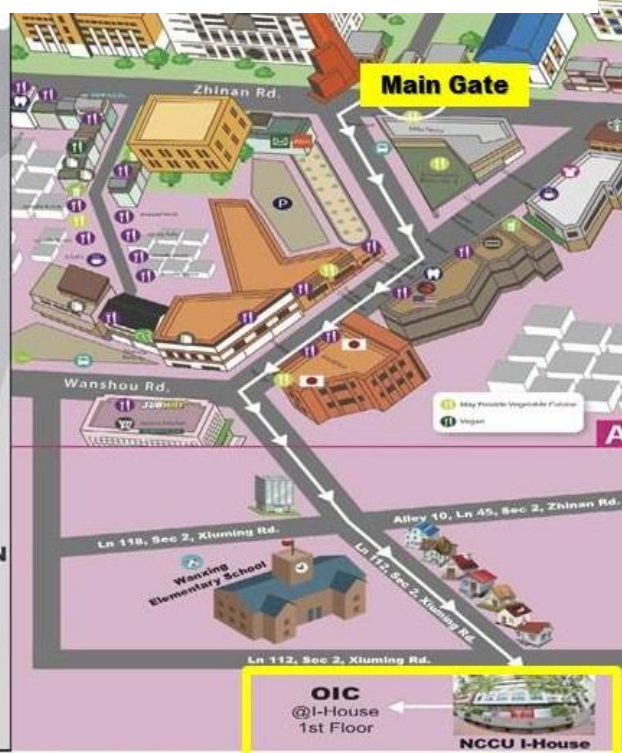 Main Gate
Zhinan Rd.
P
Wanshou Rd.
SUBWAY
May Provide Vegetable Cuisine
Vegan
A
Alley 10, Ln 45, Sec 2, Zhinan Rd.
Ln 118, Sec 2, Xiuming Rd.
Wanxing
Elementary School
Ln 112, Sec 2, Xiuming Rd.
N
Ln 112, Sec 2, Xiuming Rd.
OIC
@I-House
1st Floor
NCCU I-House